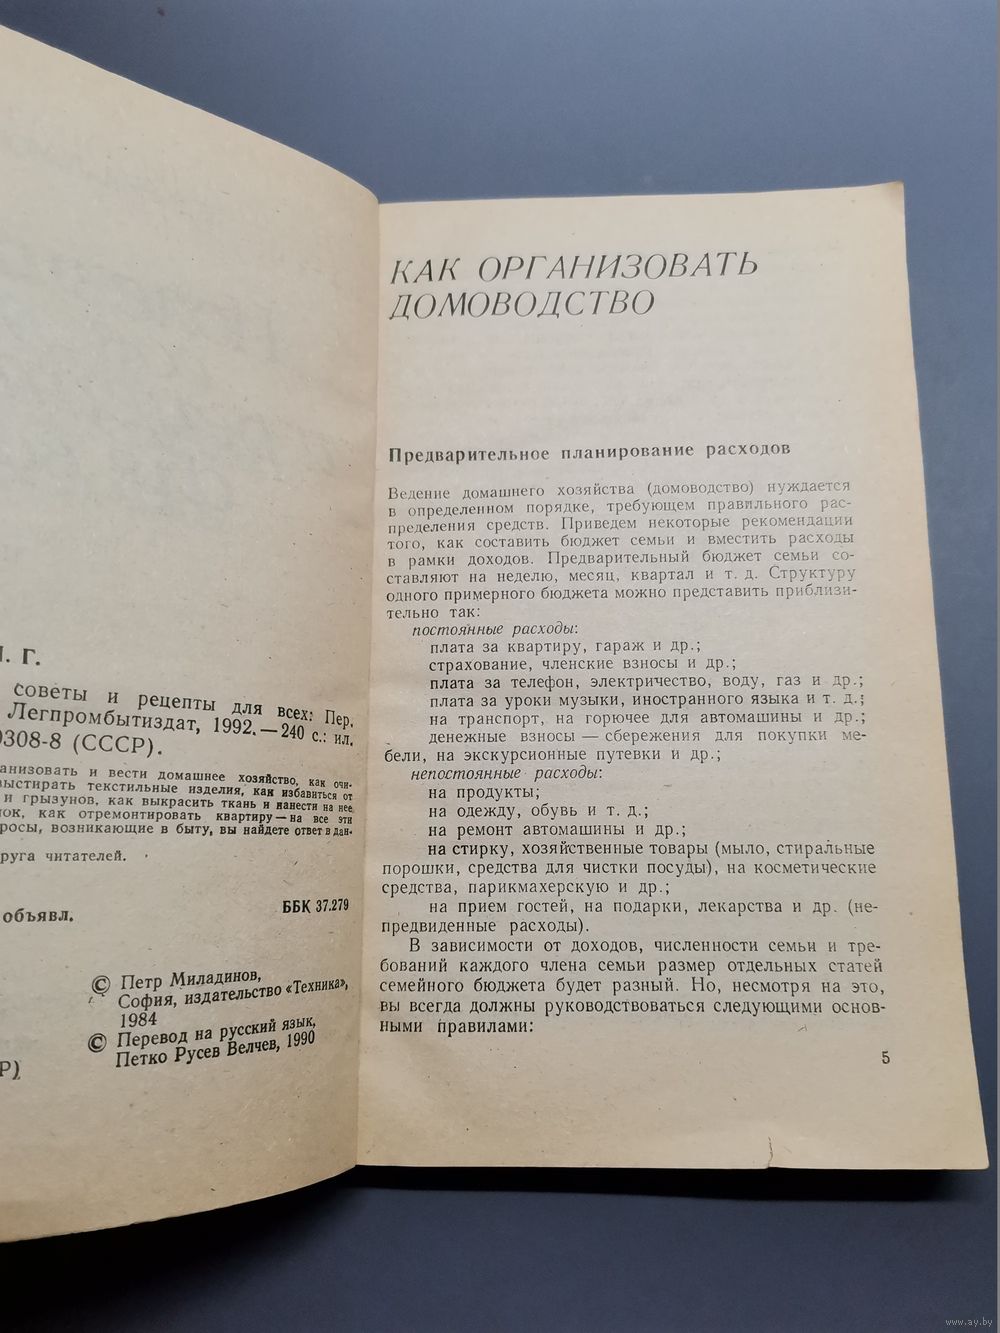 . Г.
советы и рецепты для всех: Пер.
Легпромбытиздат, 1992. — 240 с.: ил.
0308-8 (СССР).
анизовать и вести домашнее хозяйство, как очи-
выстирать текстильные изделия, как избавиться от
и грызунов, как выкрасить ткани и нанести на нее
ок, как отремонтировать квартиру — на все эти
росы, возникающие в быту, вы найдете ответ в дан-
руга читателей.
ББК 37.279
объявл.
© Петр Миладинов,
София, издательство «Техника»,
1984
© Перевод на русский язык,
Петко Русев Велчев, 1990
Р)
КАК ОРГАНИЗОВАТЬ
ДОМОВОДСТВО
Предварительное планирование расходов
Ведение домашнего хозяйства (домоводство) нуждается
в определенном порядке, требующем правильного рас-
пределения средств. Приведем некоторые рекомендации
того, как составить бюджет семьи и вместить расходы
в рамки доходов. Предварительный бюджет семьи со-
ставляют на неделю, месяц, квартал и т. д. Структуру
одного примерного бюджета можно представить приблизи-
тельно так:
постоянные расходы:
плата за квартиру, гараж и др.;
страхование, членские взносы и др.;
плата за телефон, электричество, воду, газ и др.;
плата за уроки музыки, иностранного языка и т. д.;
на транспорт, на горючее для автомашины и др.;
денежные взносы — сбережения для покупки ме-
бели, на экскурсионные путевки и др.;
непостоянные расходы:
на продукты;
на одежду, обувь и т. д.;
на ремонт автомашины и др.;
на стирку, хозяйственные товары (мыло, стиральные
порошки, средства для чистки посуды), на косметические
средства, парикмахерскую и др.;
на прием гостей, на подарки, лекарства и др. (не-
предвиденные расходы).
В зависимости от доходов, численности семьи и тре-
бований каждого члена семьи размер отдельных статей
семейного бюджета будет разный. Но, несмотря на это,
вы всегда должны руководствоваться следующими основ-
ными правилами:
5
www.ay.by